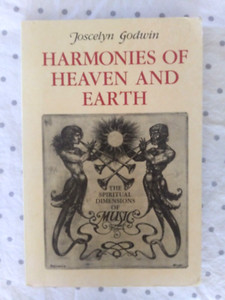 Joscelyn Godwin
HARMONIES OF
HEAVEN AND
EARTH
THE
SPIRITUAL
DIMENSIONS
OF
MUSIC